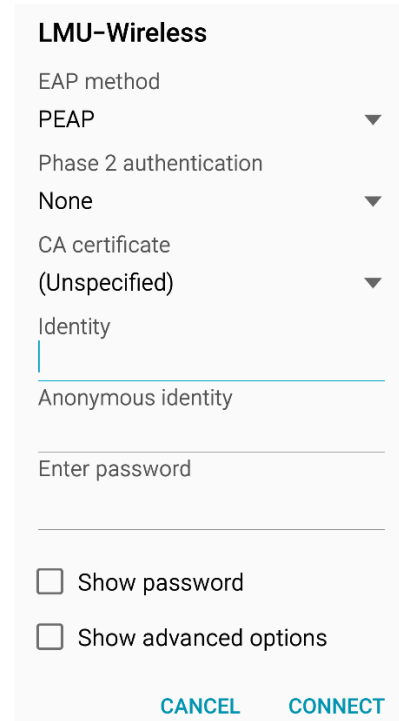 LMU-Wireless
EAP method
PEAP
Phase 2 authentication
None
CA certificate
(Unspecified)
Identity
Anonymous identity
Enter password
Show password
Show advanced options
CANCEL CONNECT